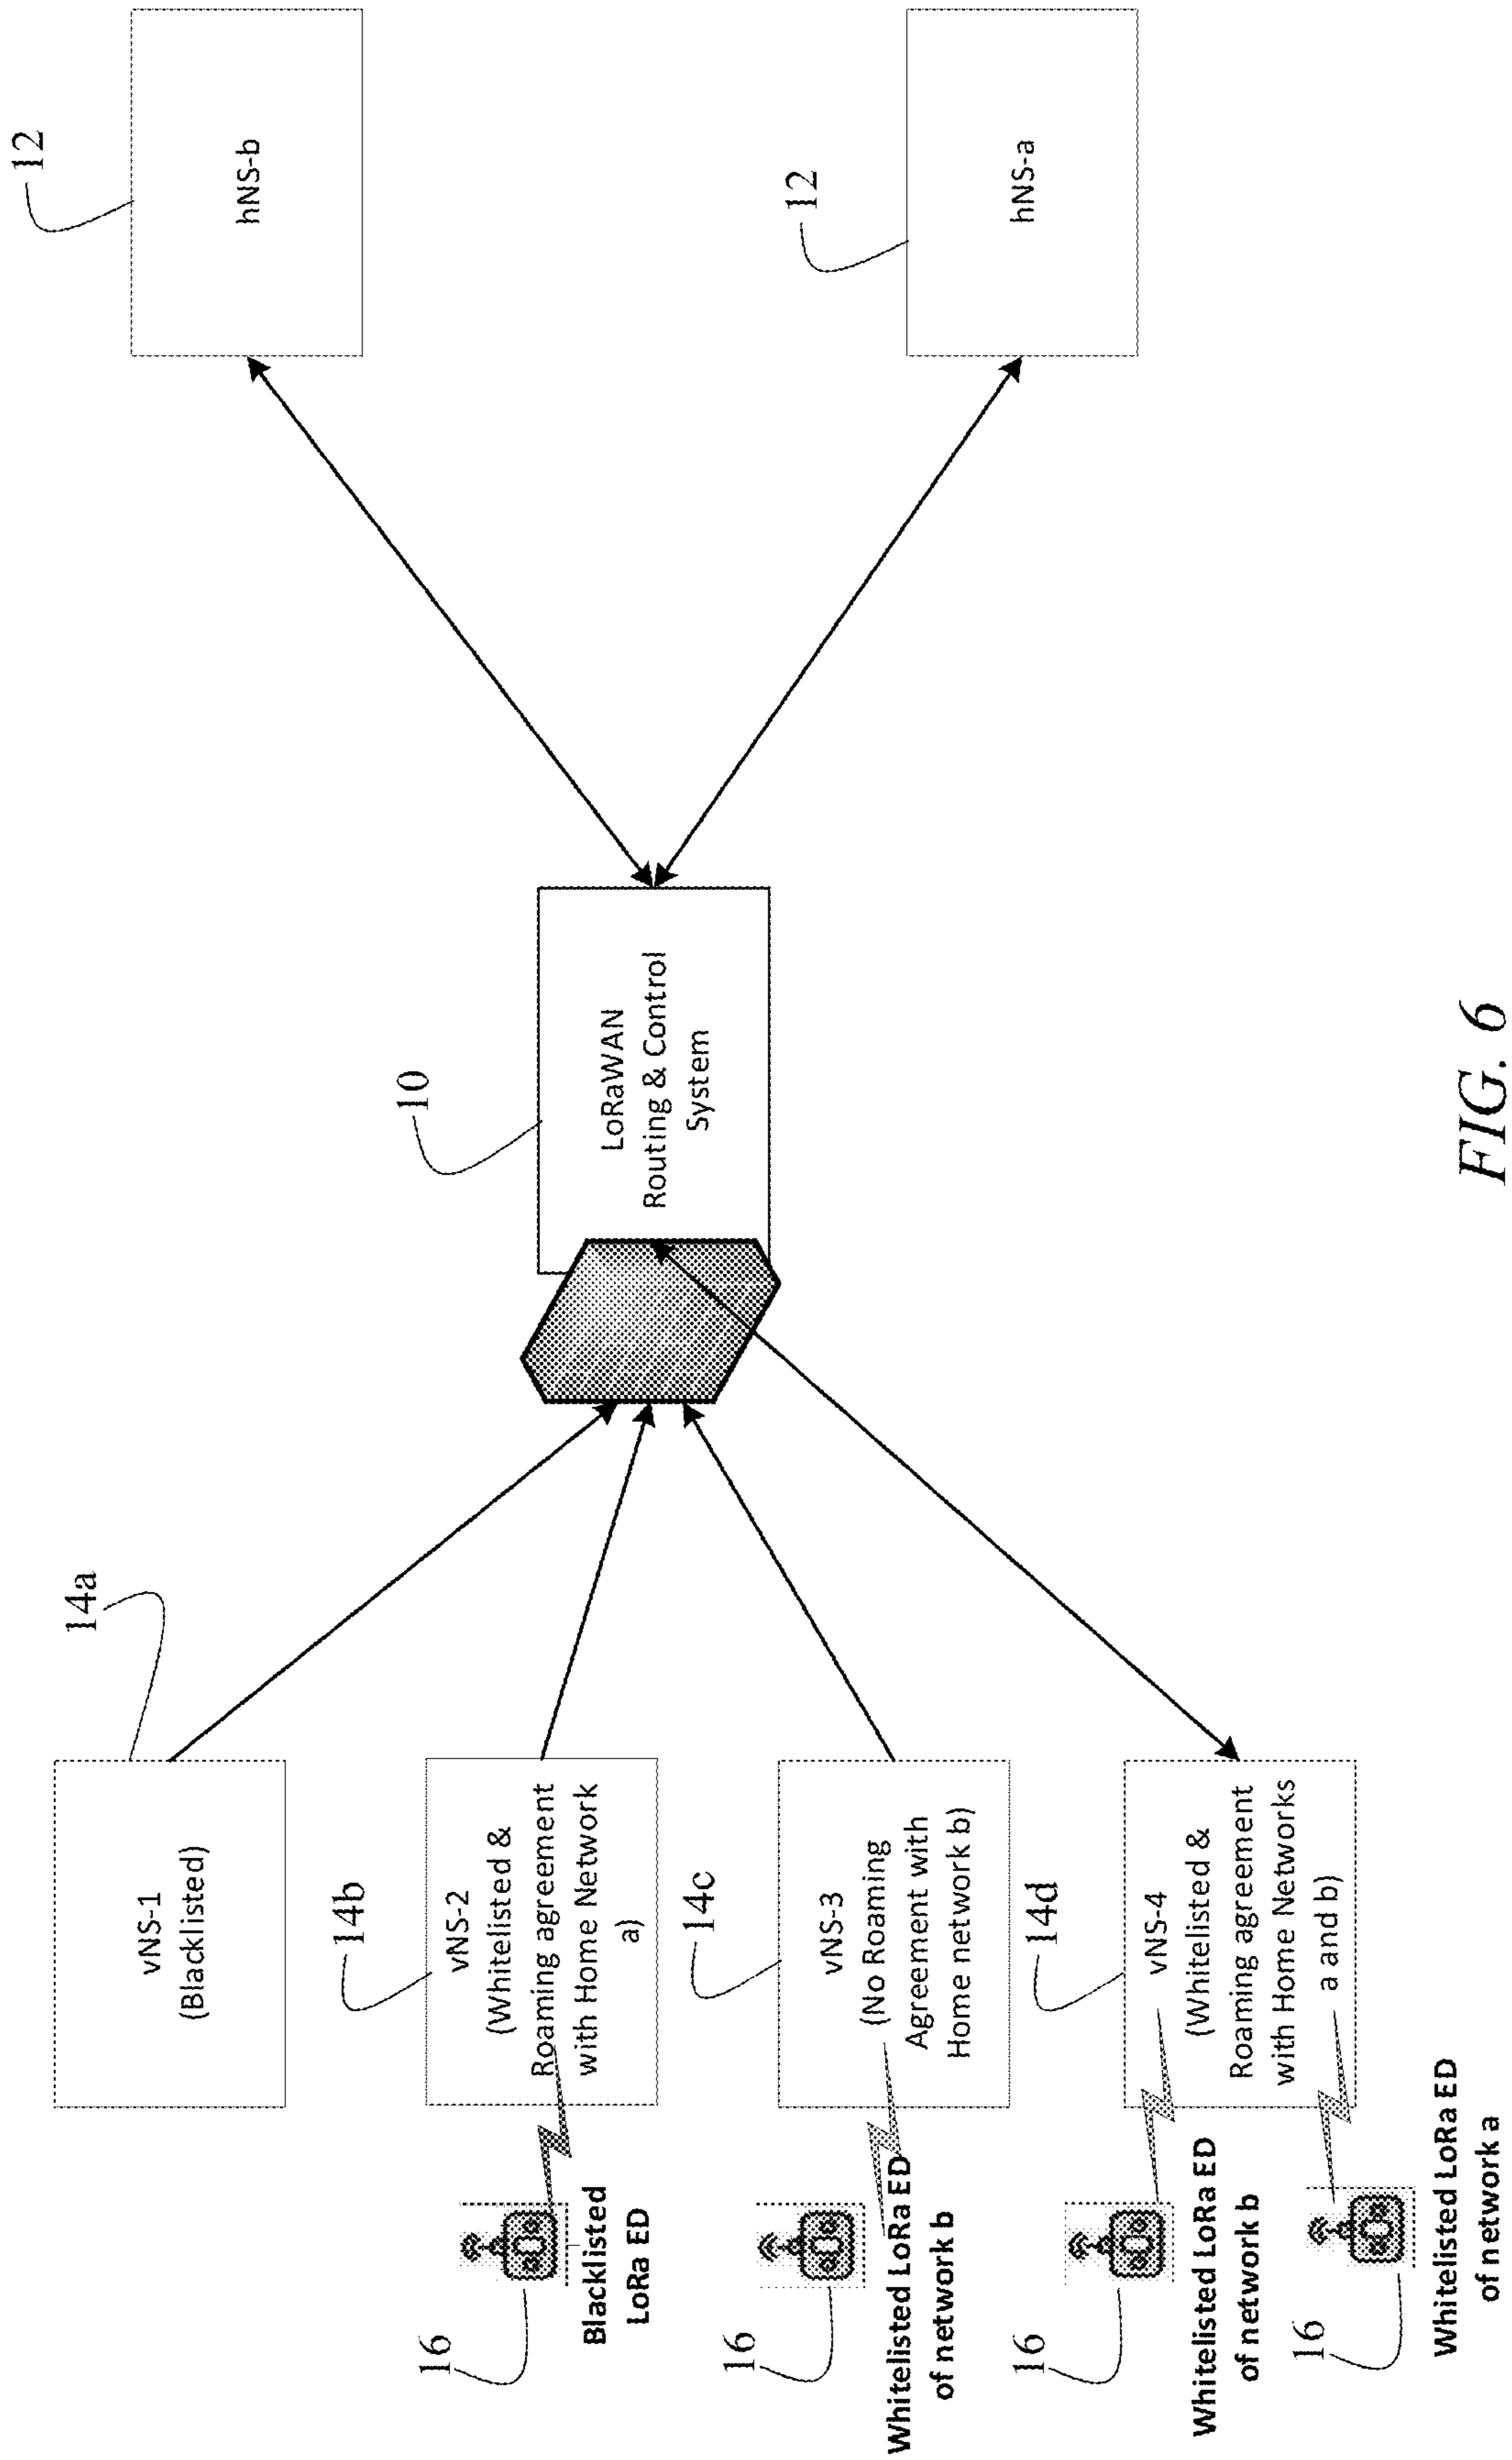 14a
vNS-1
(Blacklisted)
14b
vNS-2
(Whitelisted &
Roaming agreement
with Home Network
a)
14c
vNS-3
(No Roaming
Agreement with
Home network b)
14d
vNS-4
(Whitelisted &
Roaming agreement
with Home Networks
a and b)
16
Blacklisted
LoRa ED
16
Whitelisted LoRa ED
of network b
16
Whitelisted LoRa ED
of network b
16
Whitelisted LoRa ED
of network a
10
LoRaWAN
Routing & Control
System
12
hNS-b
12
hNS-a
FIG. 6